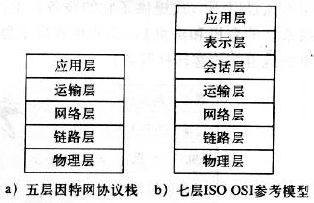 应用层
运输层
网络层
链路层
物理层
a）五层因特网协议栈
应用层
表示层
会话层
运输层
网络层
链路层
物理层
b）七层ISO OSI参考模型